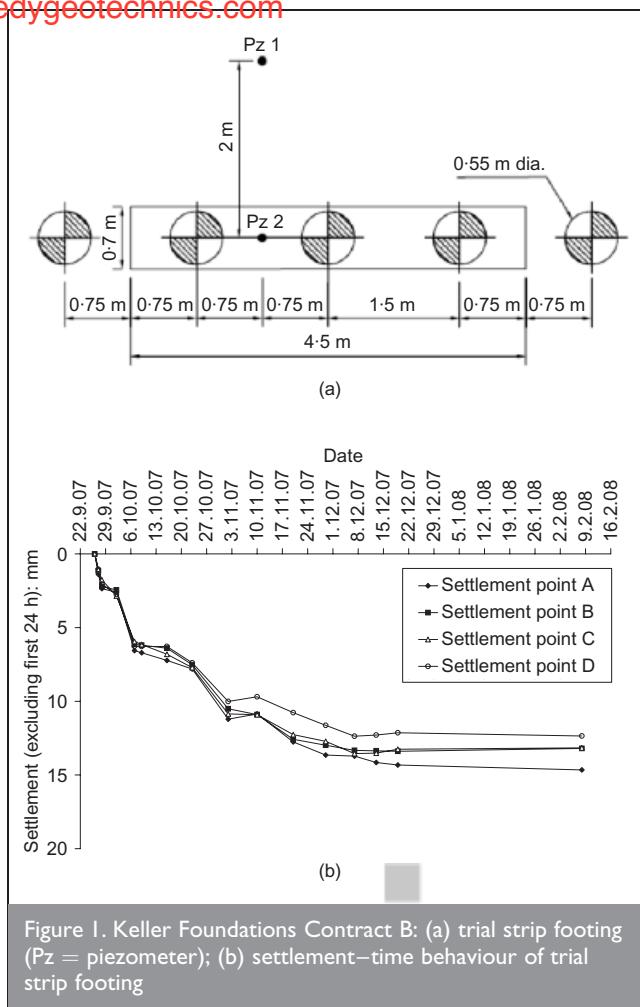 edygeotechnics.com
Pz 1
2 m
0·55 m dia.
Pz 2
0·7 m
0·75 m 0·75 m 0·75 m 0·75 m 1·5 m 0·75 m 0·75 m
4·5 m
(a)
Date
22.9.07 29.9.07 6.10.07 13.10.07 20.10.07 27.10.07 3.11.07 10.11.07 17.11.07 24.11.07 1.12.07 8.12.07 15.12.07 22.12.07 29.12.07 5.1.08 12.1.08 19.1.08 26.1.08 2.2.08 9.2.08 16.2.08
0
5
10
15
20
Settlement (excluding first 24 h): mm
Settlement point A
Settlement point B
Settlement point C
Settlement point D
(b)
Figure 1. Keller Foundations Contract B: (a) trial strip footing
(Pz = piezometer); (b) settlement–time behaviour of trial
strip footing